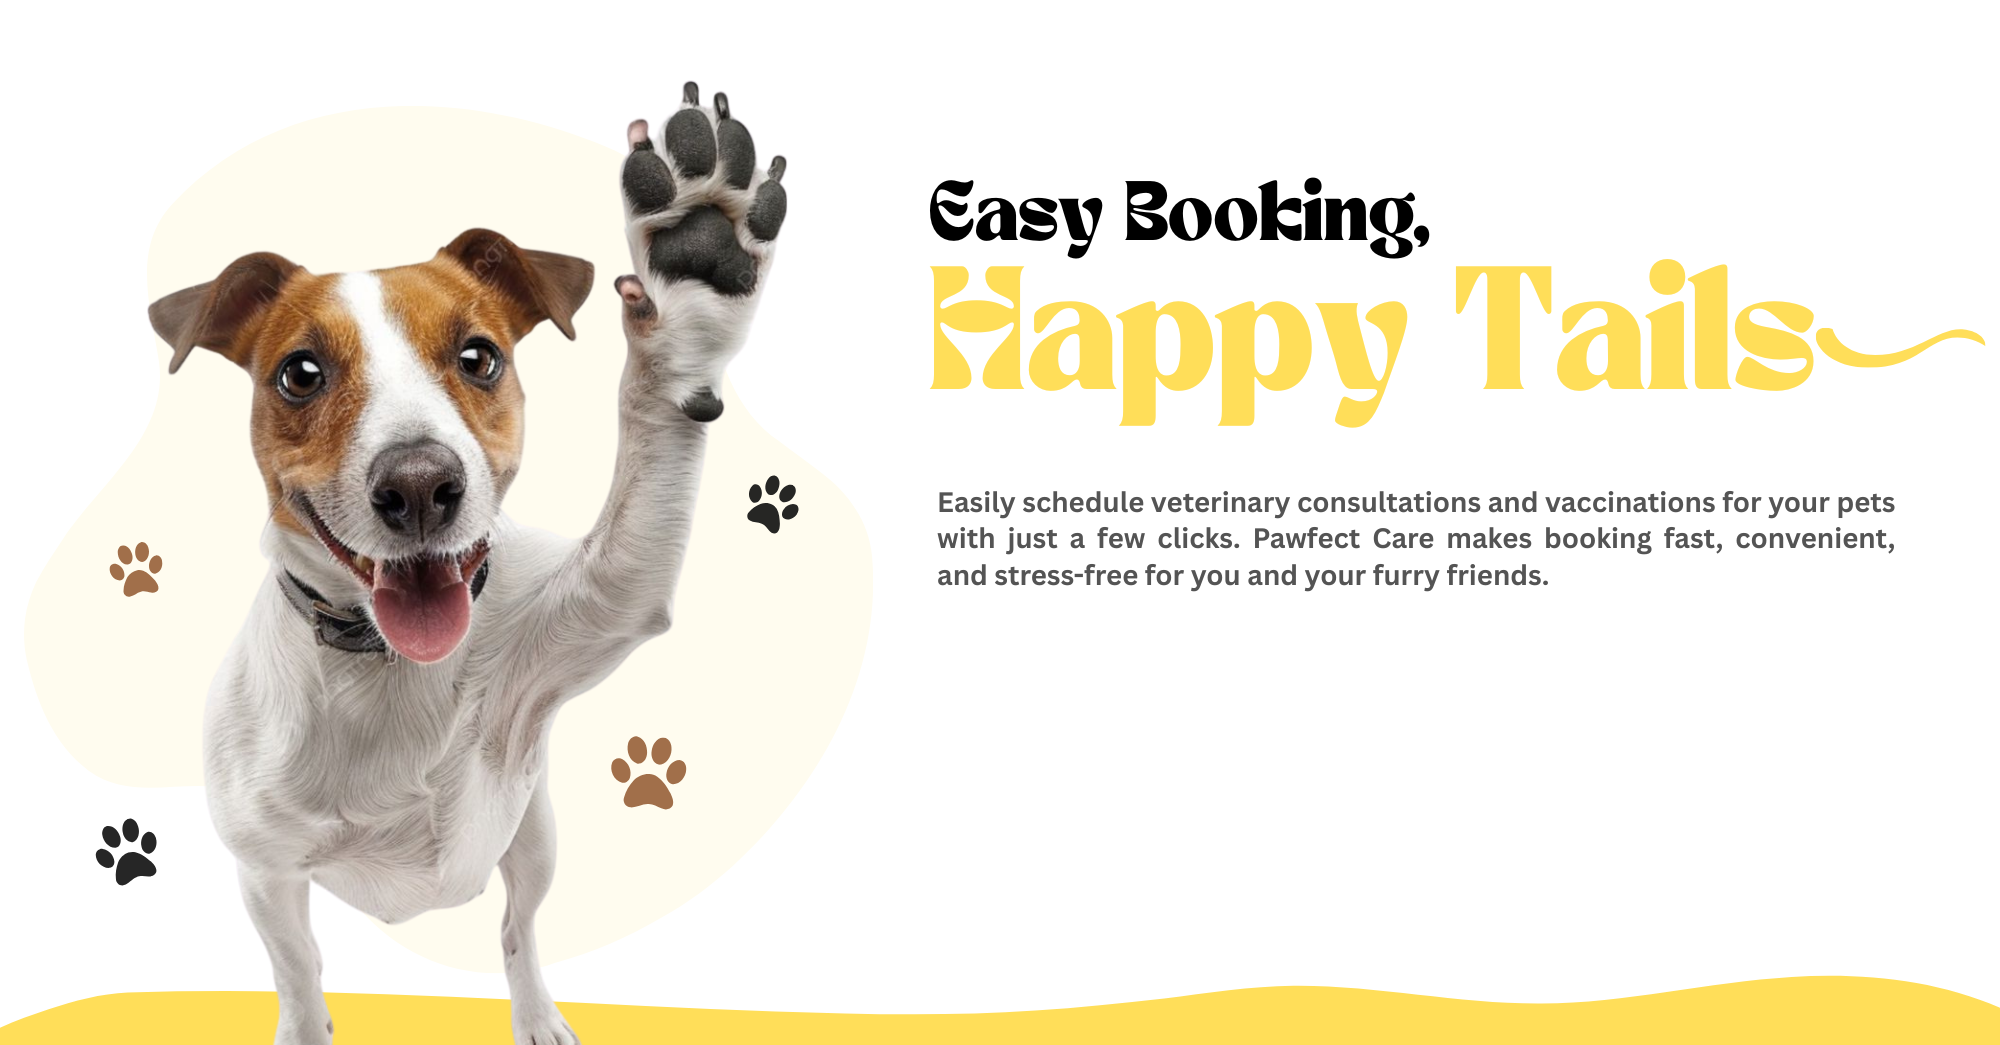 Easy Booking,
Happy Tails
Easily schedule veterinary consultations and vaccinations for your pets
with just a few clicks. Pawfect Care makes booking fast, convenient,
and stress-free for you and your furry friends.